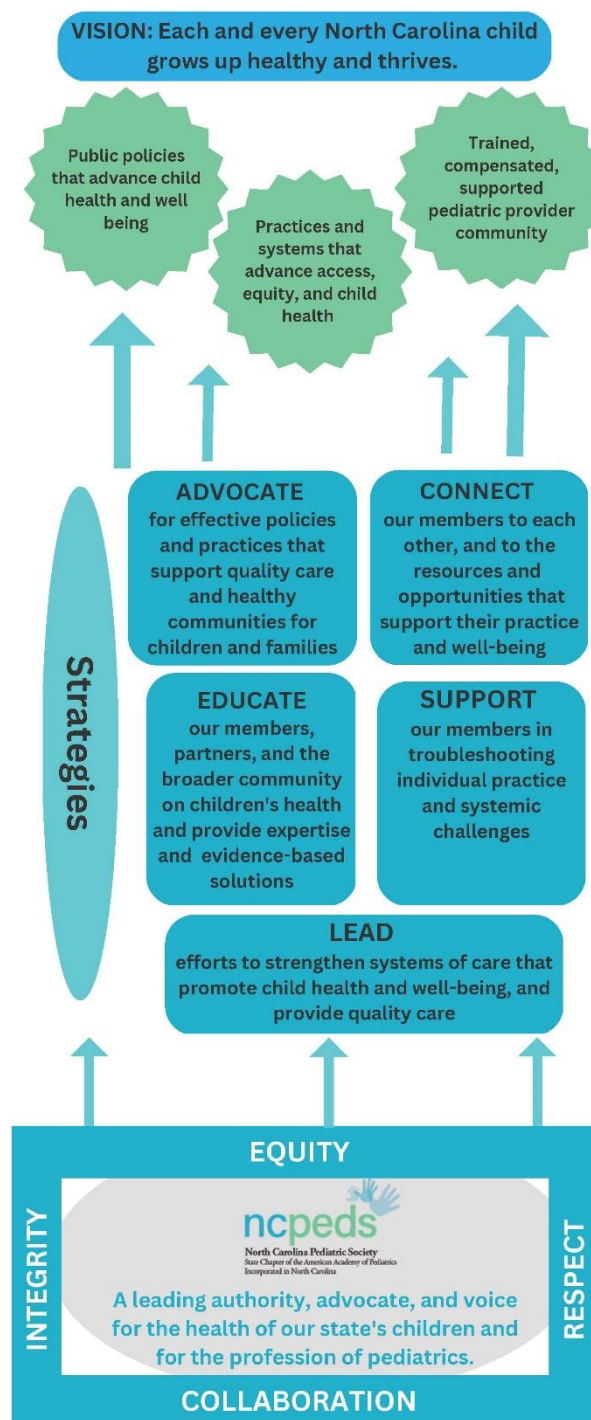 VISION: Each and every North Carolina child
grows up healthy and thrives.
Public policies
that advance child
health and well
being
Practices and
systems that
advance access,
equity, and child
health
Trained,
compensated,
supported
pediatric provider
community
Strategies
ADVOCATE
for effective policies
and practices that
support quality care
and healthy
communities for
children and families
CONNECT
our members to each
other, and to the
resources and
opportunities that
support their practice
and well-being
EDUCATE
our members,
partners, and the
broader community
on children's health
and provide expertise
and evidence-based
solutions
SUPPORT
our members in
troubleshooting
individual practice
and systemic
challenges
LEAD
efforts to strengthen systems of care that
promote child health and well-being, and
provide quality care
EQUITY
INTEGRITY
ncpeds
North Carolina Pediatric Society
State Chapter of the American Academy of Pediatrics
Incorporated in North Carolina
A leading authority, advocate, and voice
for the health of our state's children and
for the profession of pediatrics.
RESPECT
COLLABORATION